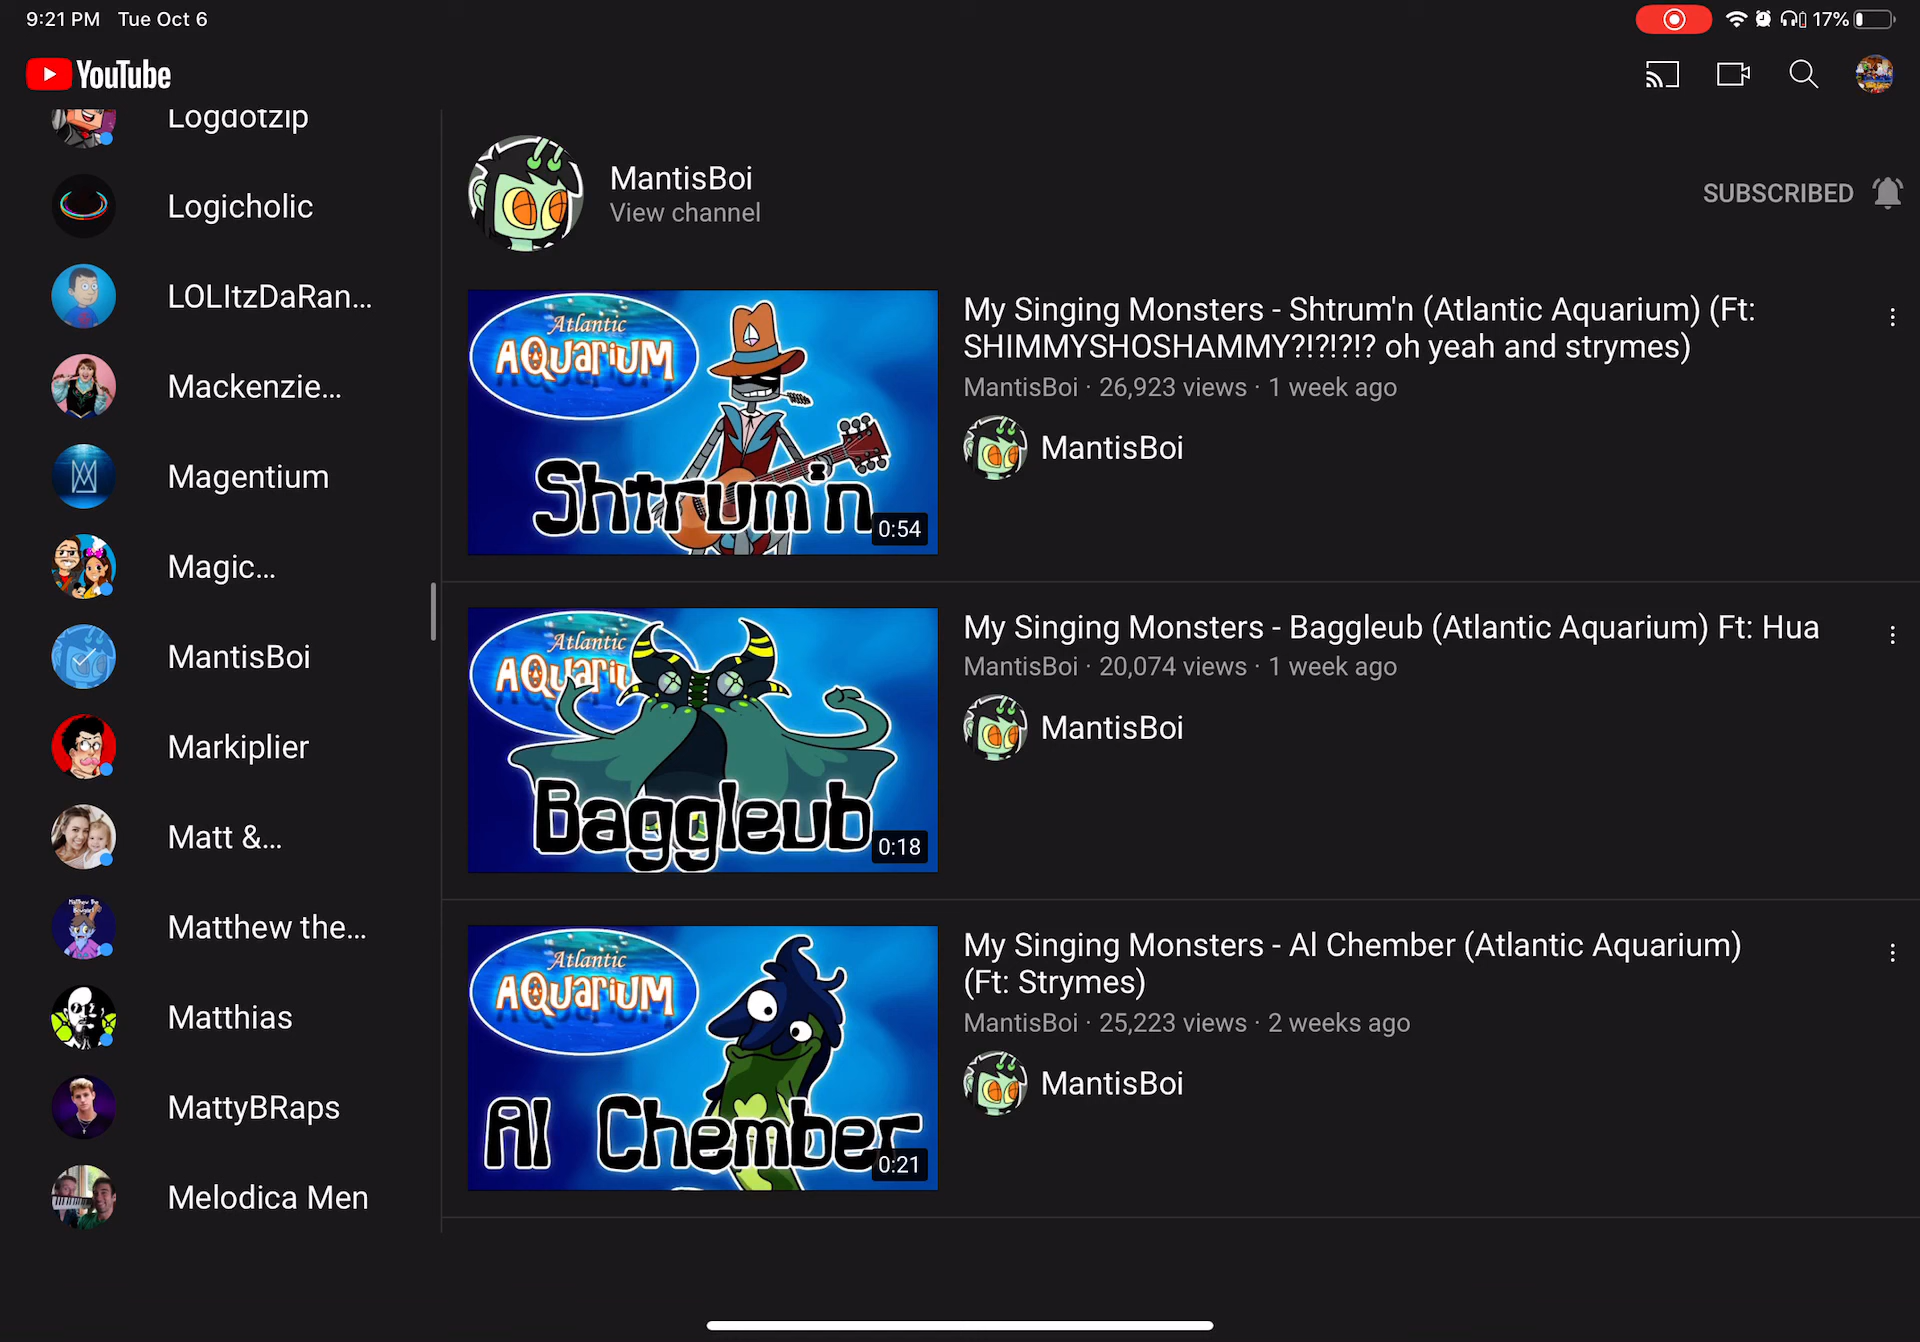 9:21 PM Tue Oct 6
17%
YouTube
Logdotzip
Logicholic
LOLItzDaRan...
Mackenzie...
Magentium
Magic...
MantisBoi
Markiplier
Matt &...
Matthew the...
Matthias
MattyBRaps
Melodica Men
MantisBoi
View channel
SUBSCRIBED
Atlantic
AQUARIUM
Shtrum'n
0:54
My Singing Monsters - Shtrum'n (Atlantic Aquarium) (Ft:
SHIMMYSHOSHAMMY?!?!?!? oh yeah and strymes)
MantisBoi · 26,923 views · 1 week ago
MantisBoi
Atlantic
AQUARIU
Baggleub
0:18
My Singing Monsters - Baggleub (Atlantic Aquarium) Ft: Hua
MantisBoi · 20,074 views · 1 week ago
MantisBoi
Atlantic
AQUARIUM
Al Chember
0:21
My Singing Monsters - Al Chember (Atlantic Aquarium)
(Ft: Strymes)
MantisBoi · 25,223 views · 2 weeks ago
MantisBoi